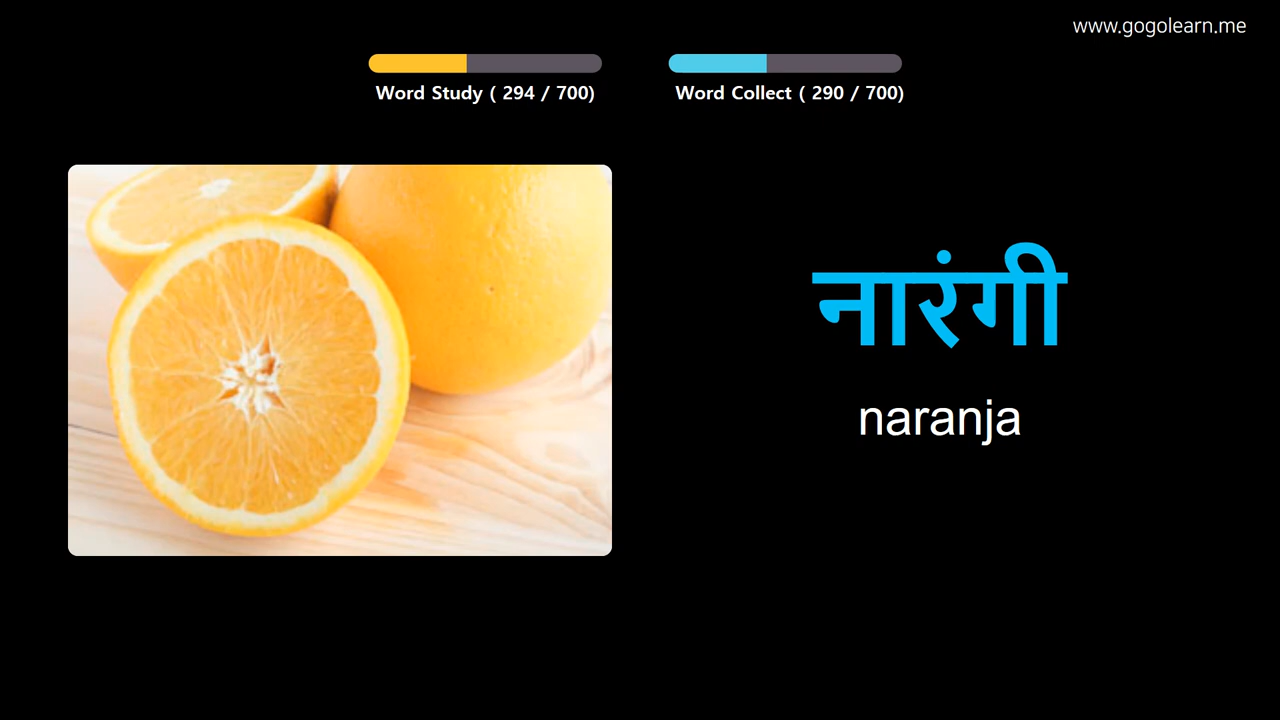 www.gogolearn.me
Word Study ( 294 / 700)
Word Collect ( 290 / 700)
नारंगी
naranja